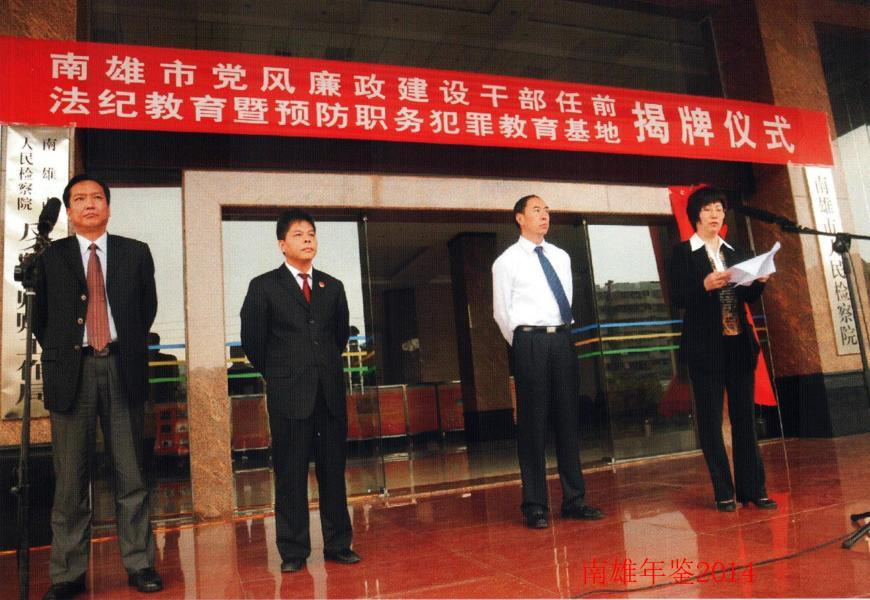 南雄市党风廉政建设干部任前
法纪教育暨预防职务犯罪教育基地 揭牌仪式
南雄
人民检察院
南雄市人民检察院
南雄年鉴2014